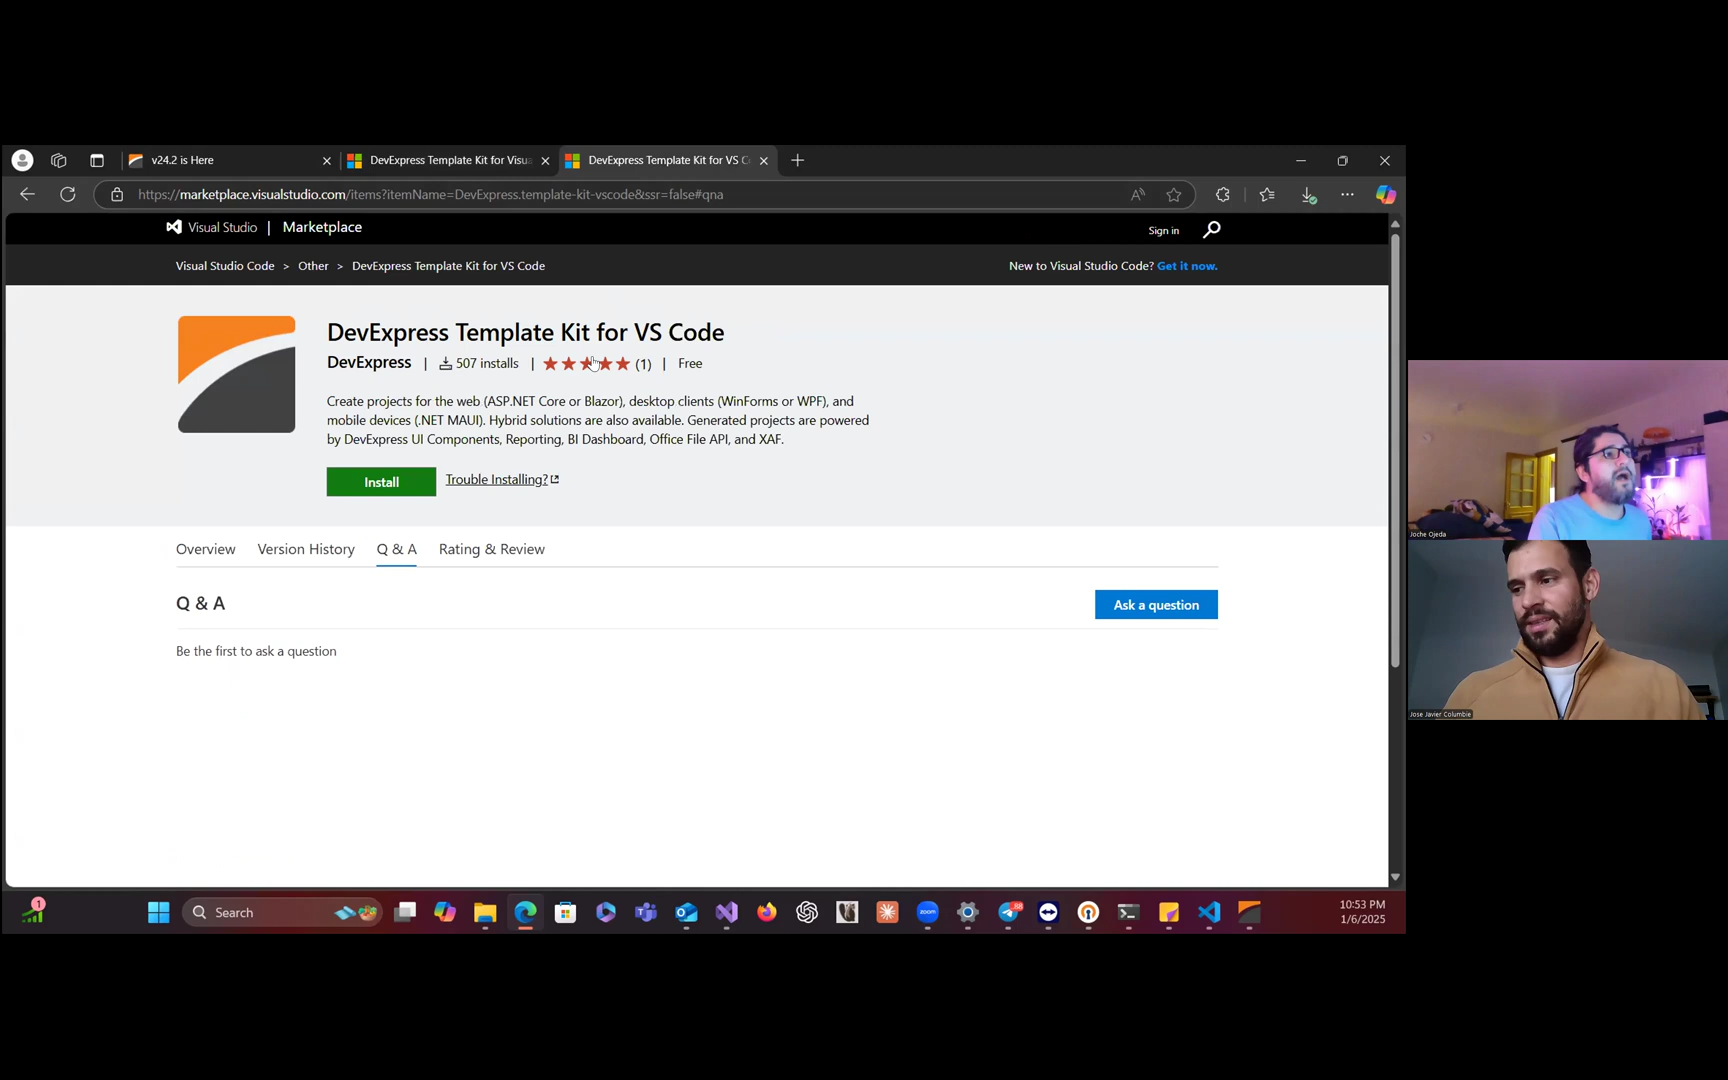 v24.2 is Here
DevExpress Template Kit for Visua
DevExpress Template Kit for VS C
https://marketplace.visualstudio.com/items?itemName=DevExpress.template-kit-vscode&ssr=false#qna
Visual Studio | Marketplace
Sign in
Visual Studio Code > Other > DevExpress Template Kit for VS Code
New to Visual Studio Code? Get it now.
DevExpress Template Kit for VS Code
DevExpress | 507 installs | (1) | Free
Create projects for the web (ASP.NET Core or Blazor), desktop clients (WinForms or WPF), and
mobile devices (.NET MAUI). Hybrid solutions are also available. Generated projects are powered
by DevExpress UI Components, Reporting, BI Dashboard, Office File API, and XAF.
Install
Trouble Installing?
Overview
Version History
Q & A
Rating & Review
Q & A
Ask a question
Be the first to ask a question
Joche Ojeda
Jose Javier Columbie
1
Search
zoom
88
10:53 PM
1/6/2025